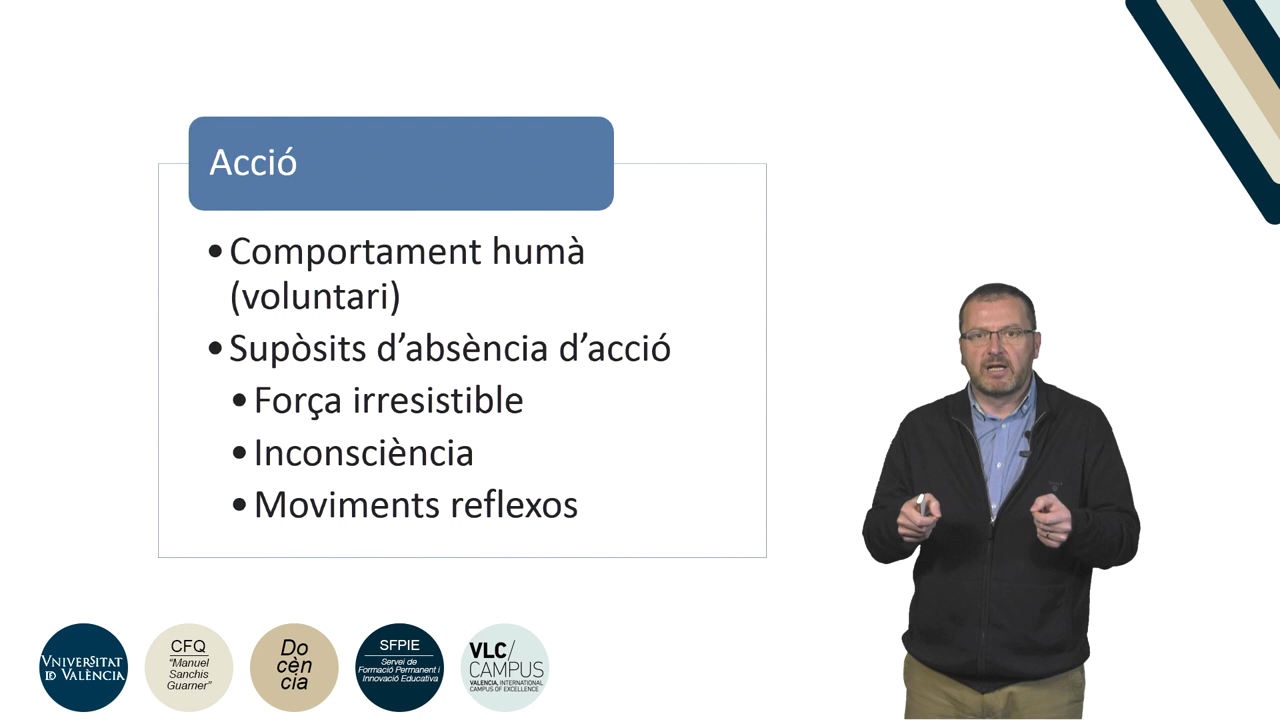 Acció
•Comportament humà
(voluntari)
•Supòsits d’absència d’acció
•Força irresistible
•Inconsciència
•Moviments reflexos
VNIVERSITAT
ID VALÈNCIA
CFQ
“Manuel
Sanchis
Guarner”
Do
cèn
cia
SFPIE
Servei de
Formació Permanent i
Innovació Educativa
VLC/
CAMPUS
VALENCIA, INTERNATIONAL
CAMPUS OF EXCELLENCE